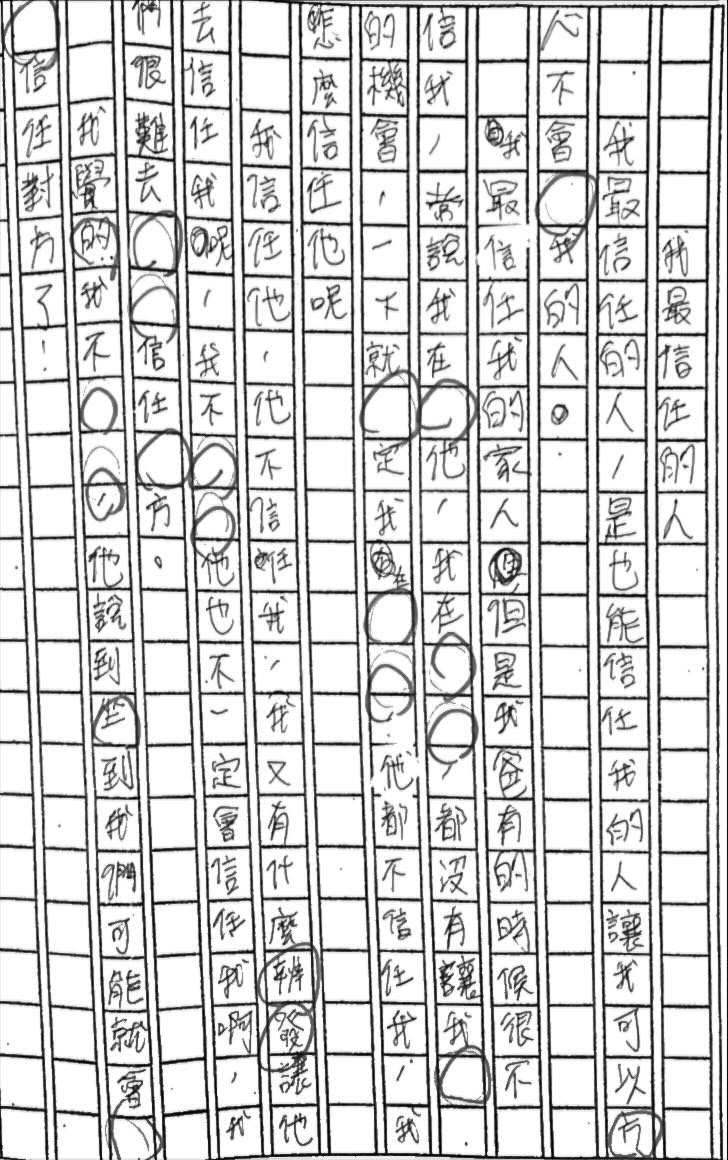 我最信任的人
我最信任的人，是也能信任我的人讓我可以方
心不會我的人。
我最信任我的家人但是我爸有的時候很不
信我，常說我在他，我在，都沒有讓我
的機會，一下就定我在，他都不信任我，我
怎麼信任他呢
我信任他，他不信任我，我又有什麼辦發讓他
去信任我呢，我不他也不一定會信任我啊，我
們很難去信任方。
我覺的我不，他說到坐到我們可能就會
信任對方了！